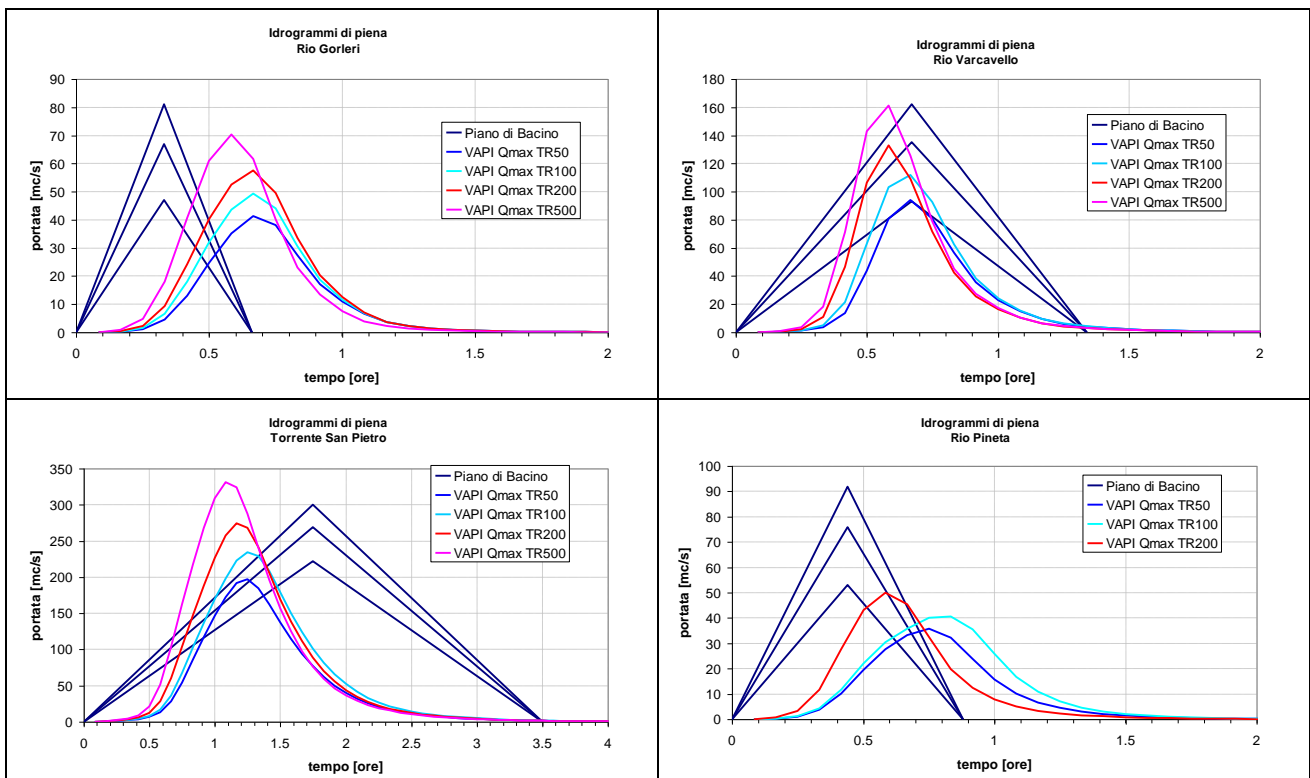 Idrogrammi di piena
Rio Gorleri
portata [mc/s]
90
80
70
60
50
40
30
20
10
0
0 0.5 1 1.5 2
tempo [ore]
Piano di Bacino
VAPI Qmax TR50
VAPI Qmax TR100
VAPI Qmax TR200
VAPI Qmax TR500
Idrogrammi di piena
Rio Varcavello
portata [mc/s]
180
160
140
120
100
80
60
40
20
0
0 0.5 1 1.5 2
tempo [ore]
Piano di Bacino
VAPI Qmax TR50
VAPI Qmax TR100
VAPI Qmax TR200
VAPI Qmax TR500
Idrogrammi di piena
Torrente San Pietro
portata [mc/s]
350
300
250
200
150
100
50
0
0 0.5 1 1.5 2 2.5 3 3.5 4
tempo [ore]
Piano di Bacino
VAPI Qmax TR50
VAPI Qmax TR100
VAPI Qmax TR200
VAPI Qmax TR500
Idrogrammi di piena
Rio Pineta
portata [mc/s]
100
90
80
70
60
50
40
30
20
10
0
0 0.5 1 1.5 2
tempo [ore]
Piano di Bacino
VAPI Qmax TR50
VAPI Qmax TR100
VAPI Qmax TR200